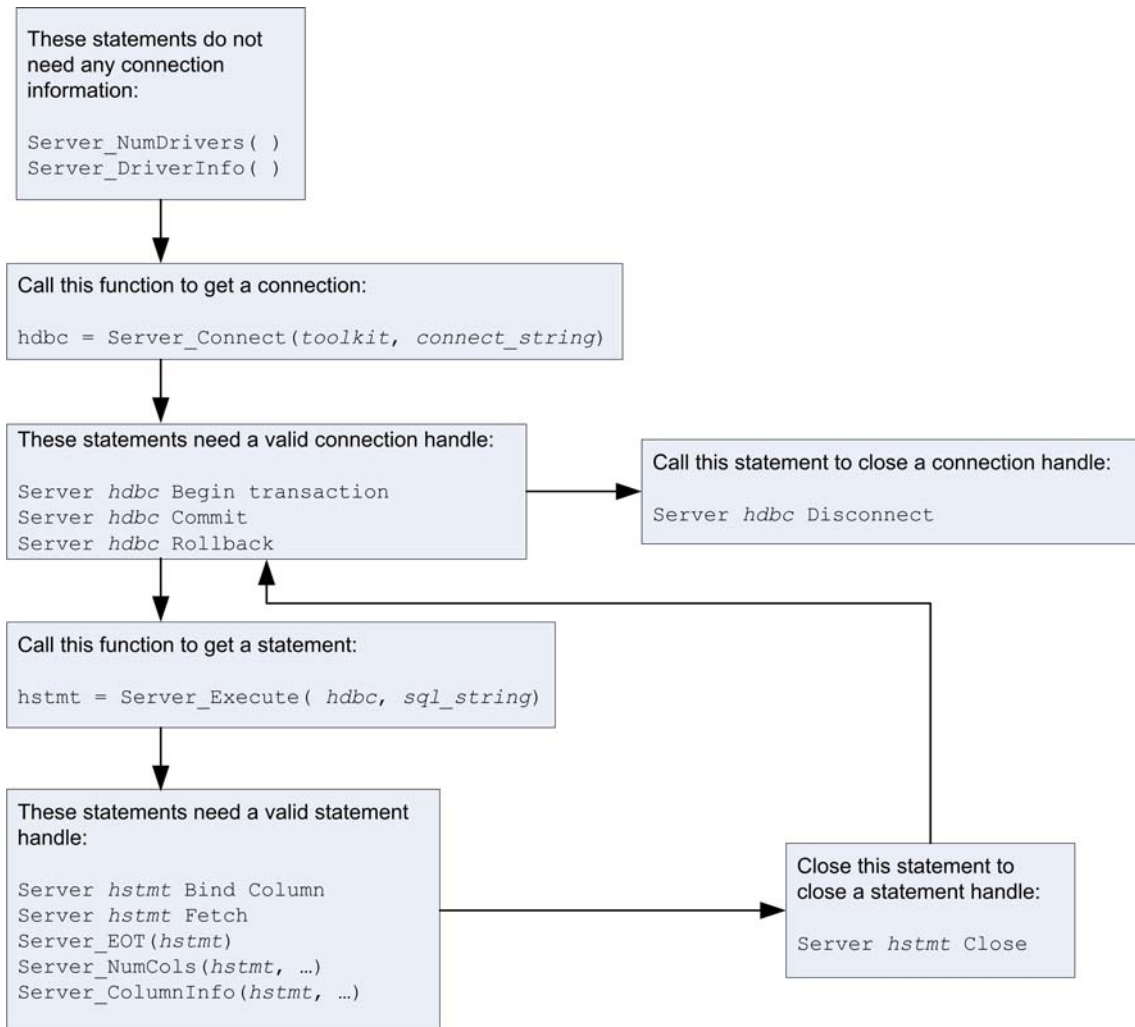 These statements do not
need any connection
information:
Server_NumDrivers( )
Server_DriverInfo( )
Call this function to get a connection:
hdbc = Server_Connect(toolkit, connect_string)
These statements need a valid connection handle:
Server hdbc Begin transaction
Server hdbc Commit
Server hdbc Rollback
Call this statement to close a connection handle:
Server hdbc Disconnect
Call this function to get a statement:
hstmt = Server_Execute( hdbc, sql_string)
These statements need a valid statement
handle:
Server hstmt Bind Column
Server hstmt Fetch
Server_EOT(hstmt)
Server_NumCols(hstmt, …)
Server_ColumnInfo(hstmt, …)
Close this statement to
close a statement handle:
Server hstmt Close